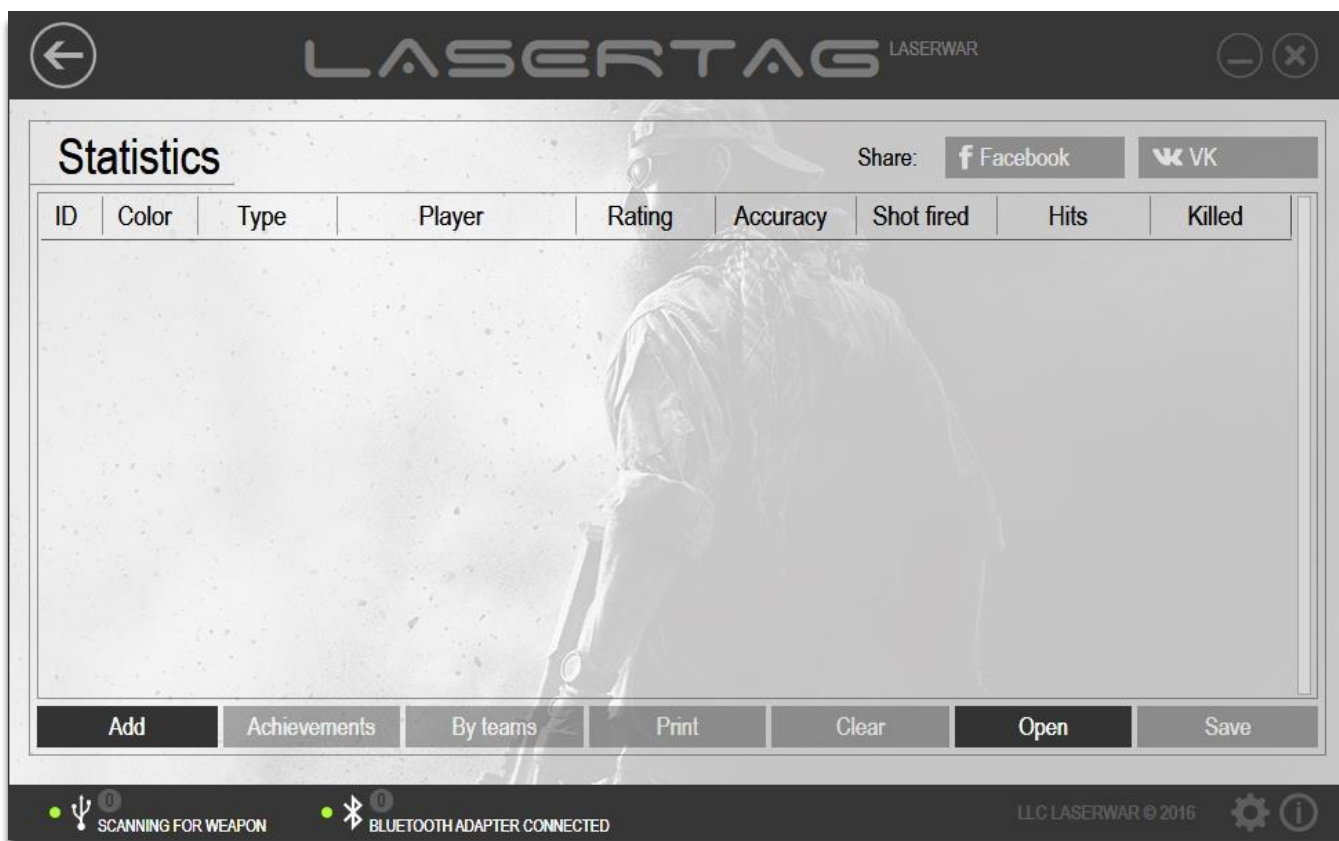 LASERTAG LASERWAR
Statistics
Share: f Facebook VK VK
ID Color Type Player Rating Accuracy Shot fired Hits Killed
Add Achievements By teams Print Clear Open Save
0 0
SCANNING FOR WEAPON BLUETOOTH ADAPTER CONNECTED LLC LASERWAR © 2016 i